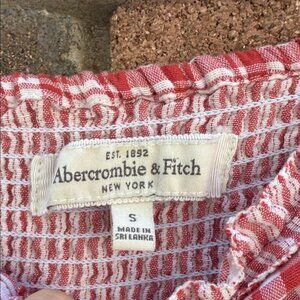 EST. 1892
Abercrombie & Fitch
NEW YORK
S
MADE IN
SRI LANKA